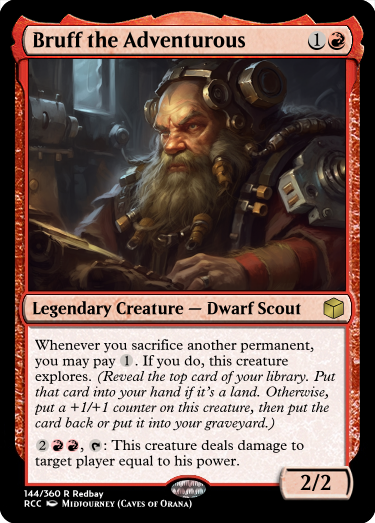 Bruff the Adventurous 1
Legendary Creature — Dwarf Scout
Whenever you sacrifice another permanent,
you may pay 1. If you do, this creature
explores. (Reveal the top card of your library. Put
that card into your hand if it's a land. Otherwise,
put a +1/+1 counter on this creature, then put the
card back or put it into your graveyard.)
2, : This creature deals damage to
target player equal to his power.
2/2
144/360 R Redbay
RCC Midjourney (Caves of Orana)